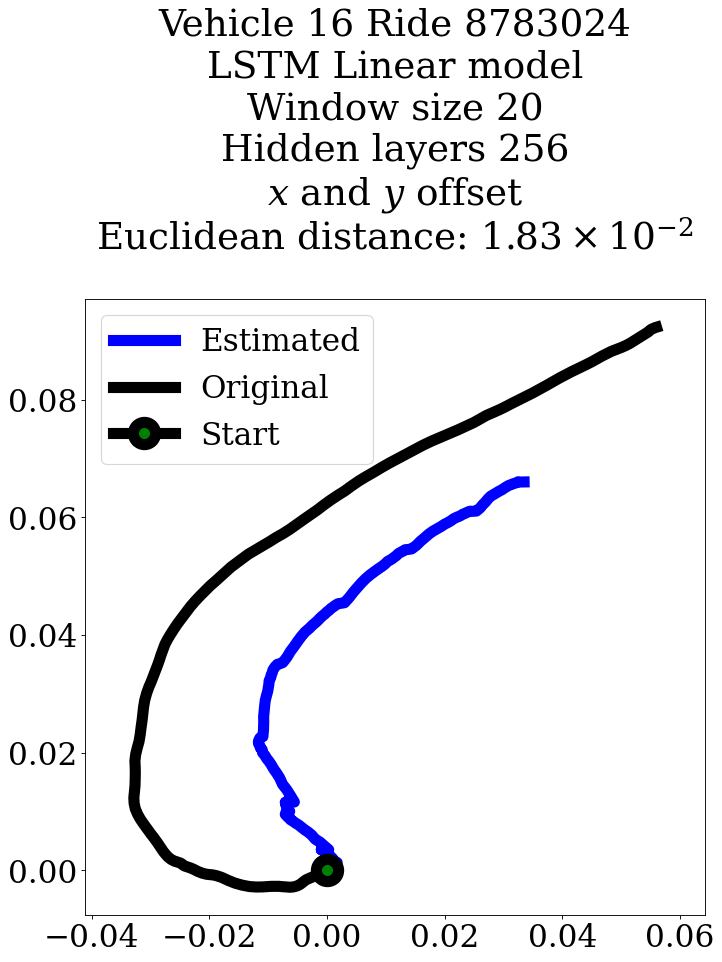 Vehicle 16 Ride 8783024
LSTM Linear model
Window size 20
Hidden layers 256
x and y offset
Euclidean distance: 1.83 × 10⁻²
Estimated
Original
Start
0.08
0.06
0.04
0.02
0.00
−0.04 −0.02 0.00 0.02 0.04 0.06